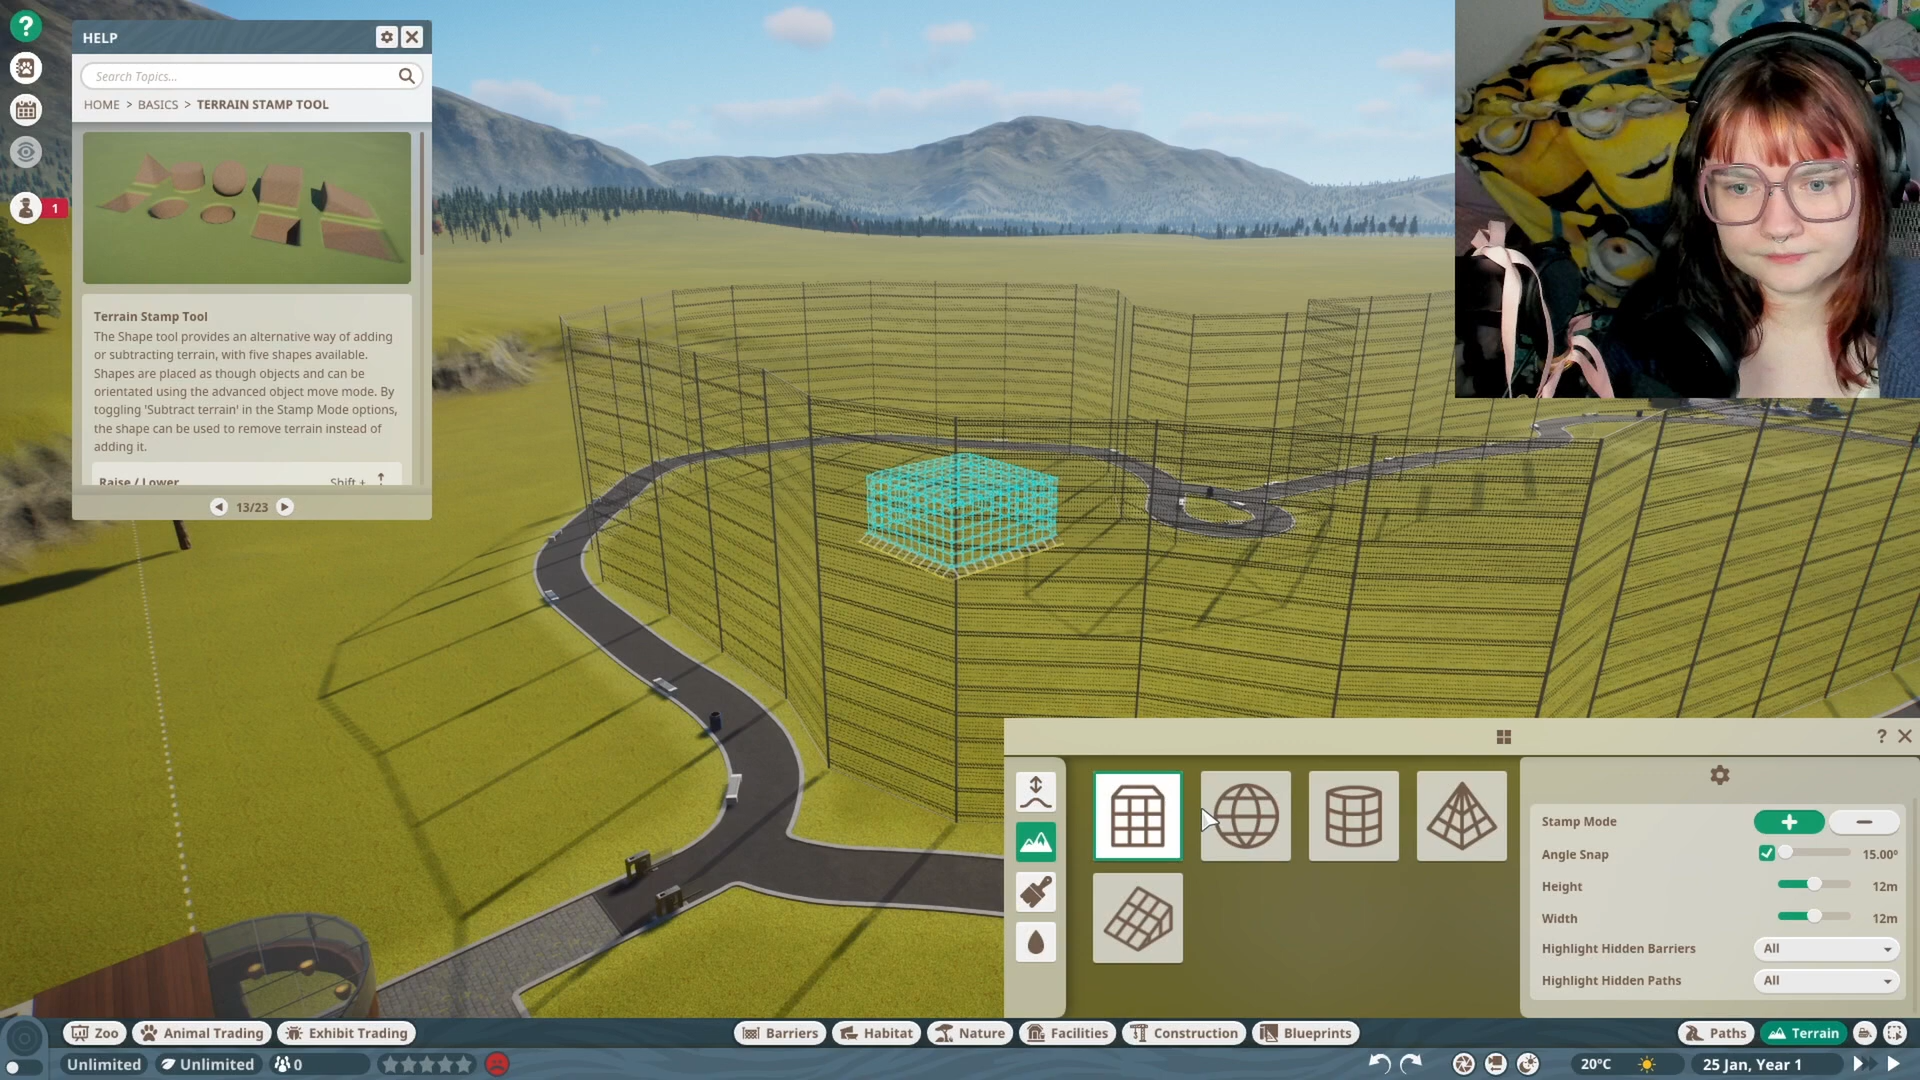 ?
HELP
Search Topics...
HOME > BASICS > TERRAIN STAMP TOOL
1
Terrain Stamp Tool
The Shape tool provides an alternative way of adding
or subtracting terrain, with five shapes available.
Shapes are placed as though objects and can be
orientated using the advanced object move mode. By
toggling 'Subtract terrain' in the Stamp Mode options,
the shape can be used to remove terrain instead of
adding it.
Raise / Lower Shift +
13/23
?
Stamp Mode
Angle Snap 15.00°
Height 12m
Width 12m
Highlight Hidden Barriers All
Highlight Hidden Paths All
Zoo Animal Trading Exhibit Trading Barriers Habitat Nature Facilities Construction Blueprints Paths Terrain
Unlimited Unlimited 0 20°C 25 Jan, Year 1